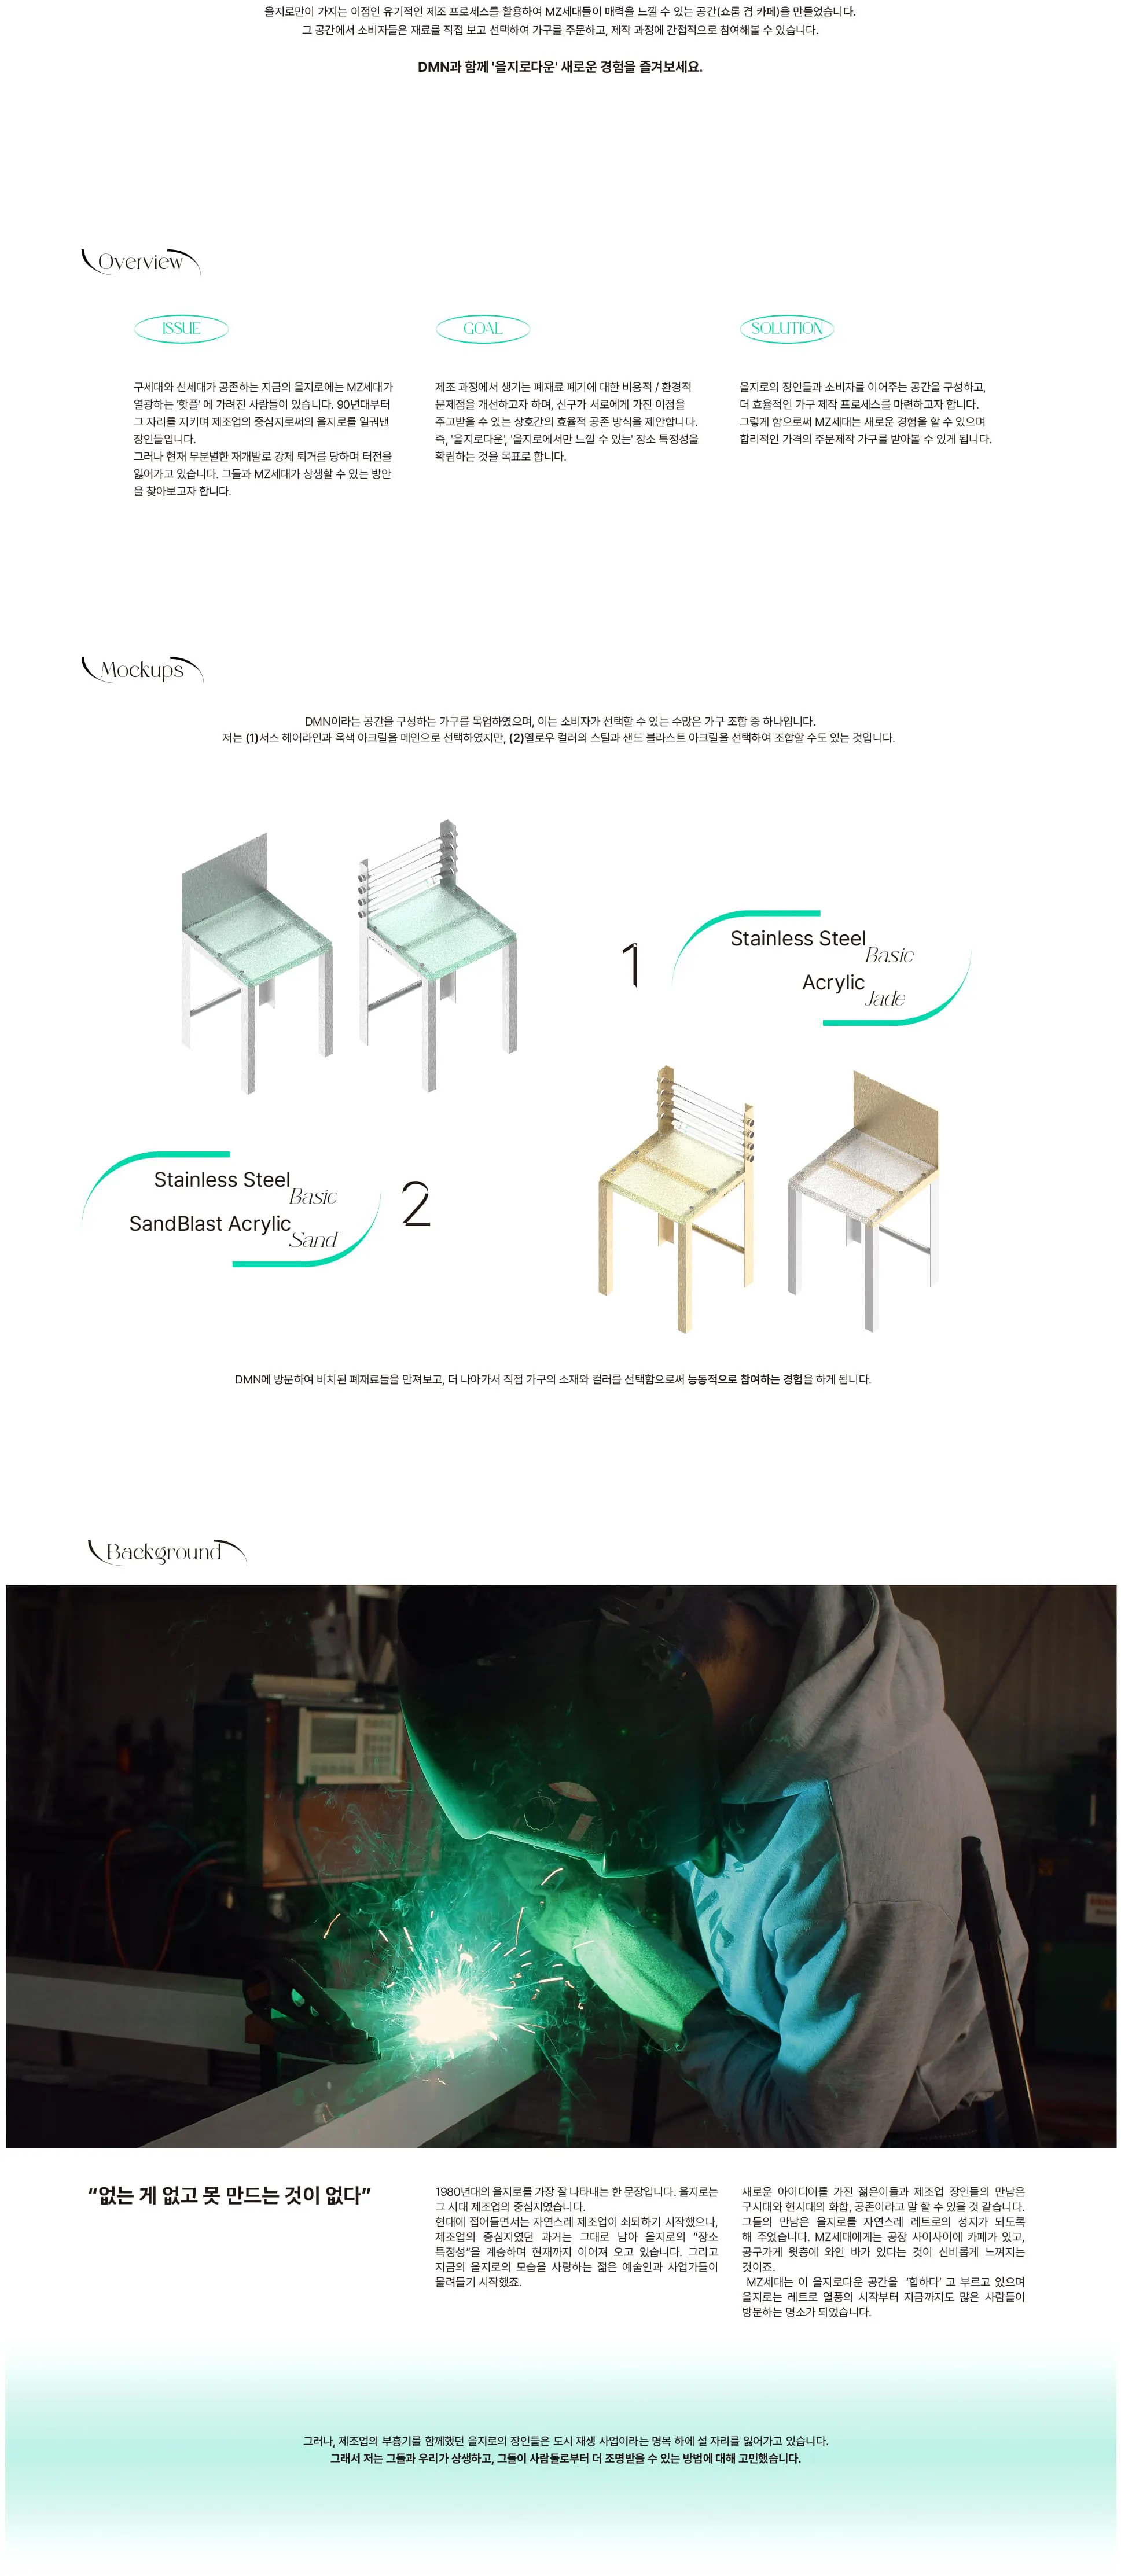 을지로만이 가지는 이점인 유기적인 제조 프로세스를 활용하여 MZ세대들이 매력을 느낄 수 있는 공간(쇼룸 겸 카페)을 만들었습니다.
그 공간에서 소비자들은 재료를 직접 보고 선택하여 가구를 주문하고, 제작 과정에 간접적으로 참여해볼 수 있습니다.
DMN과 함께 '을지로다운' 새로운 경험을 즐겨보세요.
Overview
ISSUE
구세대와 신세대가 공존하는 지금의 을지로에는 MZ세대가
열광하는 '핫플' 에 가려진 사람들이 있습니다. 90년대부터
그 자리를 지키며 제조업의 중심지로써의 을지로를 일궈낸
장인들입니다.
그러나 현재 무분별한 재개발로 강제 퇴거를 당하며 터전을
잃어가고 있습니다. 그들과 MZ세대가 상생할 수 있는 방안
을 찾아보고자 합니다.
GOAL
제조 과정에서 생기는 폐재료 폐기에 대한 비용적 / 환경적
문제점을 개선하고자 하며, 신구가 서로에게 가진 이점을
주고받을 수 있는 상호간의 효율적 공존 방식을 제안합니다.
즉, '을지로다운', '을지로에서만 느낄 수 있는' 장소 특정성을
확립하는 것을 목표로 합니다.
SOLUTION
을지로의 장인들과 소비자를 이어주는 공간을 구성하고,
더 효율적인 가구 제작 프로세스를 마련하고자 합니다.
그렇게 함으로써 MZ세대는 새로운 경험을 할 수 있으며
합리적인 가격의 주문제작 가구를 받아볼 수 있게 됩니다.
Mockups
DMN이라는 공간을 구성하는 가구를 목업하였으며, 이는 소비자가 선택할 수 있는 수많은 가구 조합 중 하나입니다.
저는 (1)서스 헤어라인과 옥색 아크릴을 메인으로 선택하였지만, (2)옐로우 컬러의 스틸과 샌드 블라스트 아크릴을 선택하여 조합할 수도 있는 것입니다.
1
Stainless Steel
Basic
Acrylic
Jade
Stainless Steel
Basic
SandBlast Acrylic
Sand
2
DMN에 방문하여 비치된 폐재료들을 만져보고, 더 나아가서 직접 가구의 소재와 컬러를 선택함으로써 능동적으로 참여하는 경험을 하게 됩니다.
Background
“없는 게 없고 못 만드는 것이 없다”
1980년대의 을지로를 가장 잘 나타내는 한 문장입니다. 을지로는
그 시대 제조업의 중심지였습니다.
현대에 접어들면서는 자연스레 제조업이 쇠퇴하기 시작했으나,
제조업의 중심지였던 과거는 그대로 남아 을지로의 “장소
특정성“을 계승하며 현재까지 이어져 오고 있습니다. 그리고
지금의 을지로의 모습을 사랑하는 젊은 예술인과 사업가들이
몰려들기 시작했죠.
새로운 아이디어를 가진 젊은이들과 제조업 장인들의 만남은
구시대와 현시대의 화합, 공존이라고 말 할 수 있을 것 같습니다.
그들의 만남은 을지로를 자연스레 레트로의 성지가 되도록
해 주었습니다. MZ세대에게는 공장 사이사이에 카페가 있고,
공구가게 윗층에 와인 바가 있다는 것이 신비롭게 느껴지는
것이죠.
MZ세대는 이 을지로다운 공간을 ‘힙하다’ 고 부르고 있으며
을지로는 레트로 열풍의 시작부터 지금까지도 많은 사람들이
방문하는 명소가 되었습니다.
그러나, 제조업의 부흥기를 함께했던 을지로의 장인들은 도시 재생 사업이라는 명목 하에 설 자리를 잃어가고 있습니다.
그래서 저는 그들과 우리가 상생하고, 그들이 사람들로부터 더 조명받을 수 있는 방법에 대해 고민했습니다.